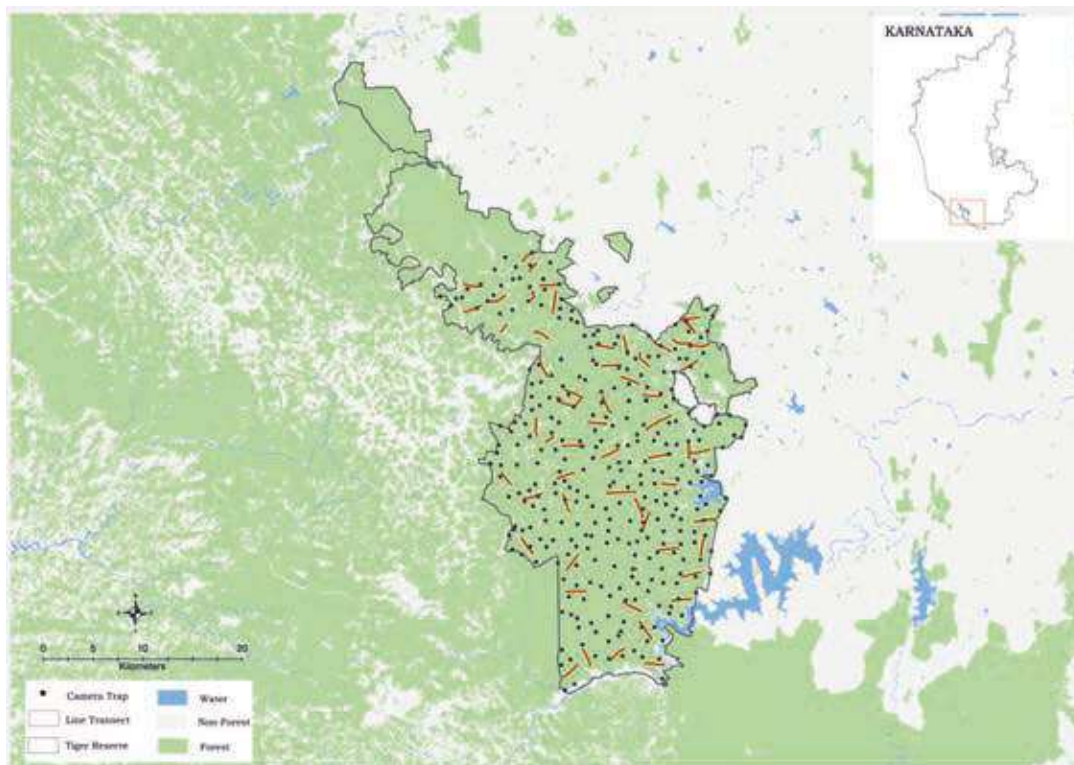 KARNATAKA
0 5 10 20
Kilometers
Camera Trap
Water
Line Transect
Non-Forest
Tiger Reserve
Forest